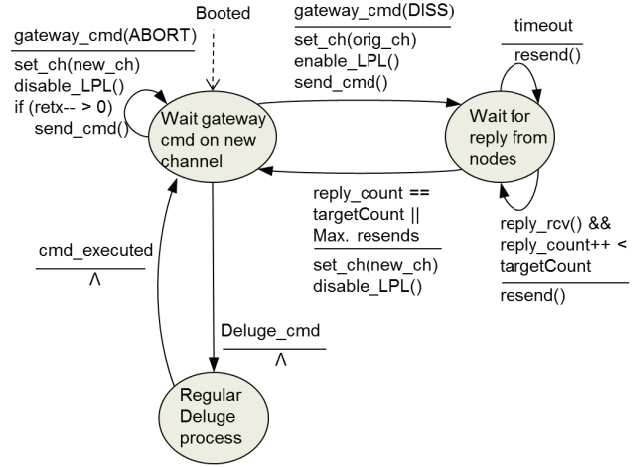 Booted
gateway_cmd(ABORT)
set_ch(new_ch)
disable_LPL()
if (retx-- > 0)
send_cmd()
gateway_cmd(DISS)
set_ch(orig_ch)
enable_LPL()
send_cmd()
timeout
resend()
Wait gateway
cmd on new
channel
Wait for
reply from
nodes
reply_count ==
targetCount ||
Max. resends
set_ch(new_ch)
disable_LPL()
reply_rcv() &&
reply_count++ <
targetCount
resend()
cmd_executed
Λ
Deluge_cmd
Λ
Regular
Deluge
process